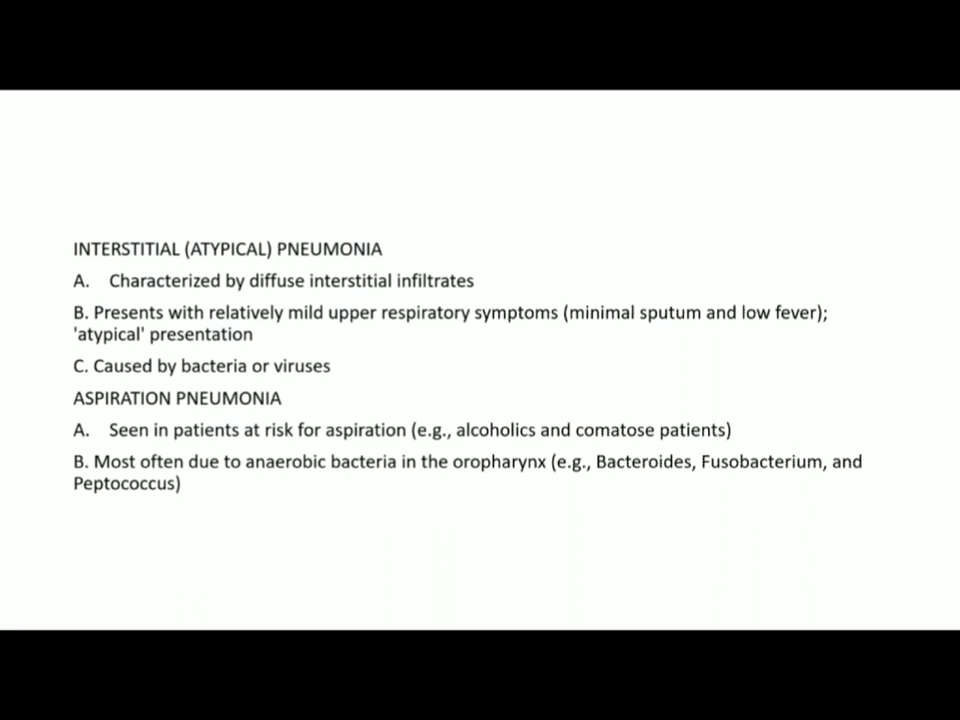 INTERSTITIAL (ATYPICAL) PNEUMONIA
A. Characterized by diffuse interstitial infiltrates
B. Presents with relatively mild upper respiratory symptoms (minimal sputum and low fever);
'atypical' presentation
C. Caused by bacteria or viruses
ASPIRATION PNEUMONIA
A. Seen in patients at risk for aspiration (e.g., alcoholics and comatose patients)
B. Most often due to anaerobic bacteria in the oropharynx (e.g., Bacteroides, Fusobacterium, and
Peptococcus)